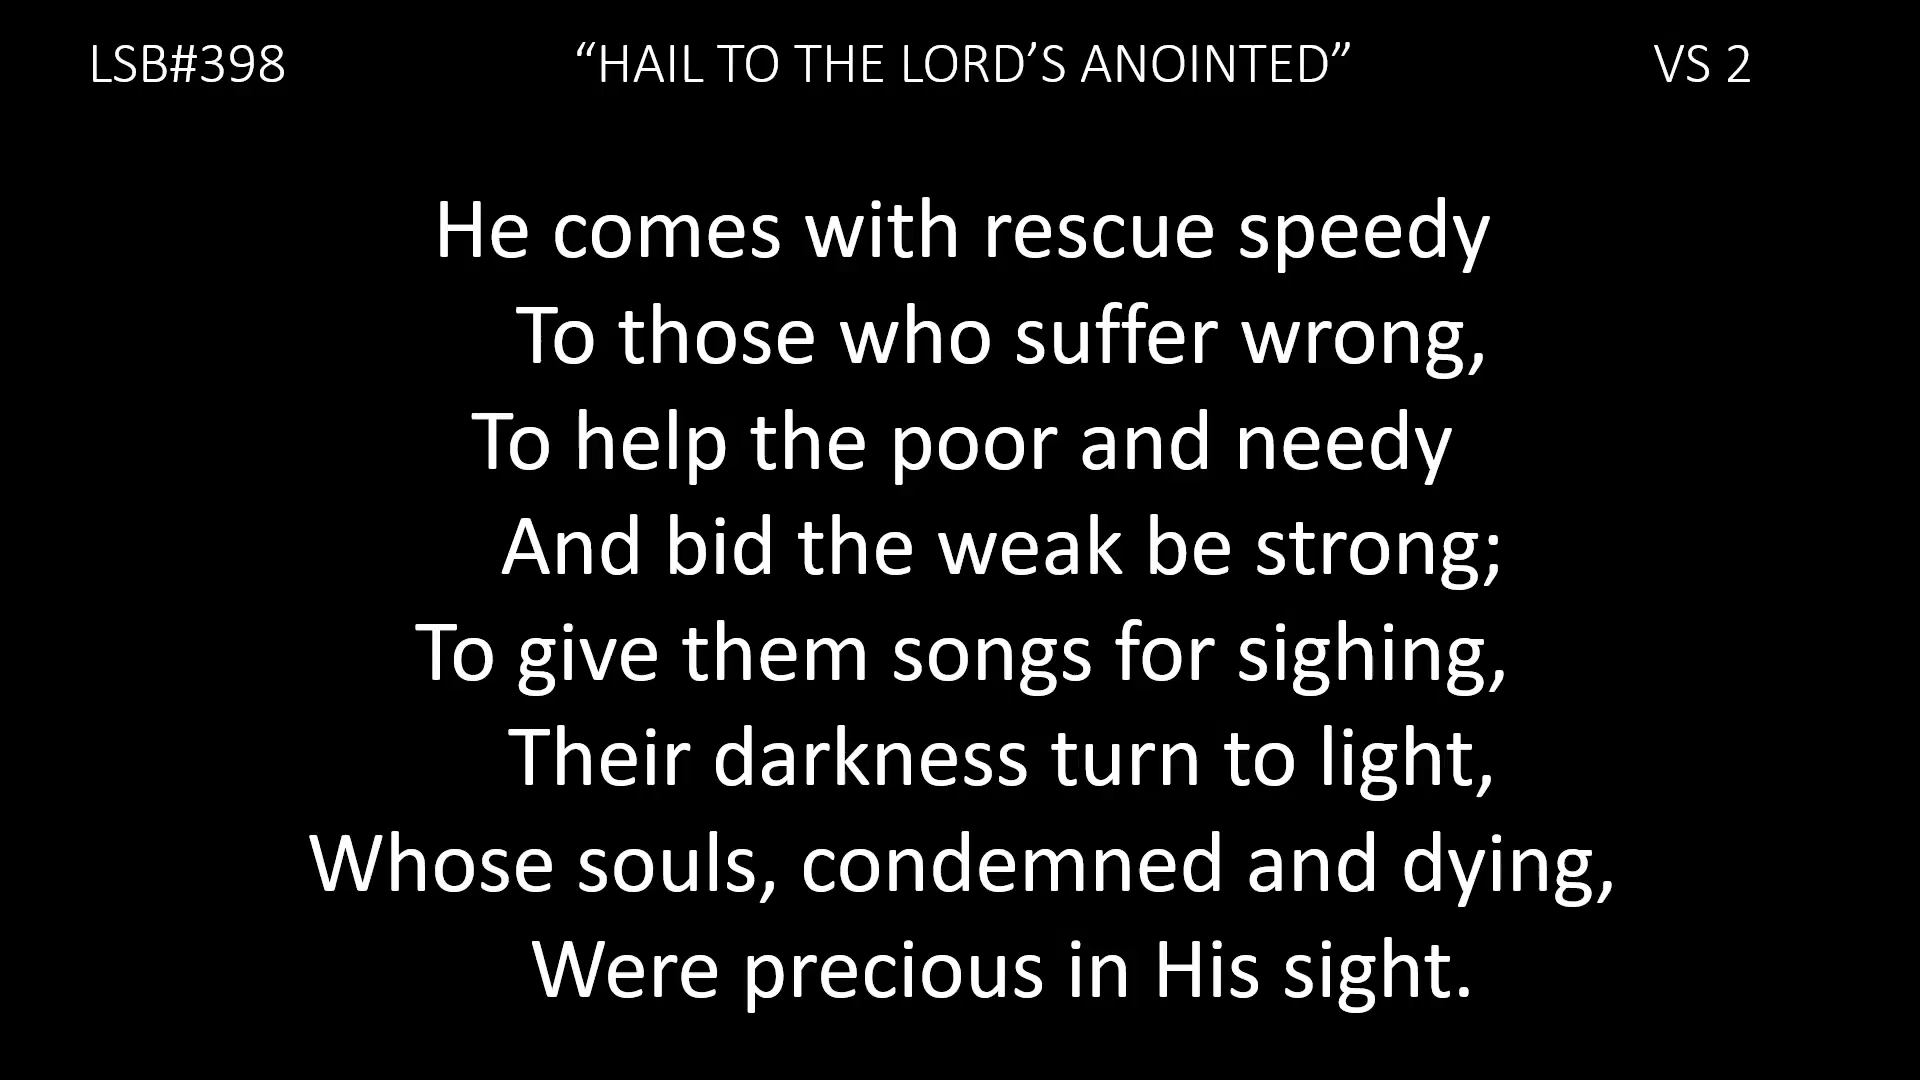 LSB#398 “HAIL TO THE LORD’S ANOINTED” VS 2
He comes with rescue speedy
To those who suffer wrong,
To help the poor and needy
And bid the weak be strong;
To give them songs for sighing,
Their darkness turn to light,
Whose souls, condemned and dying,
Were precious in His sight.